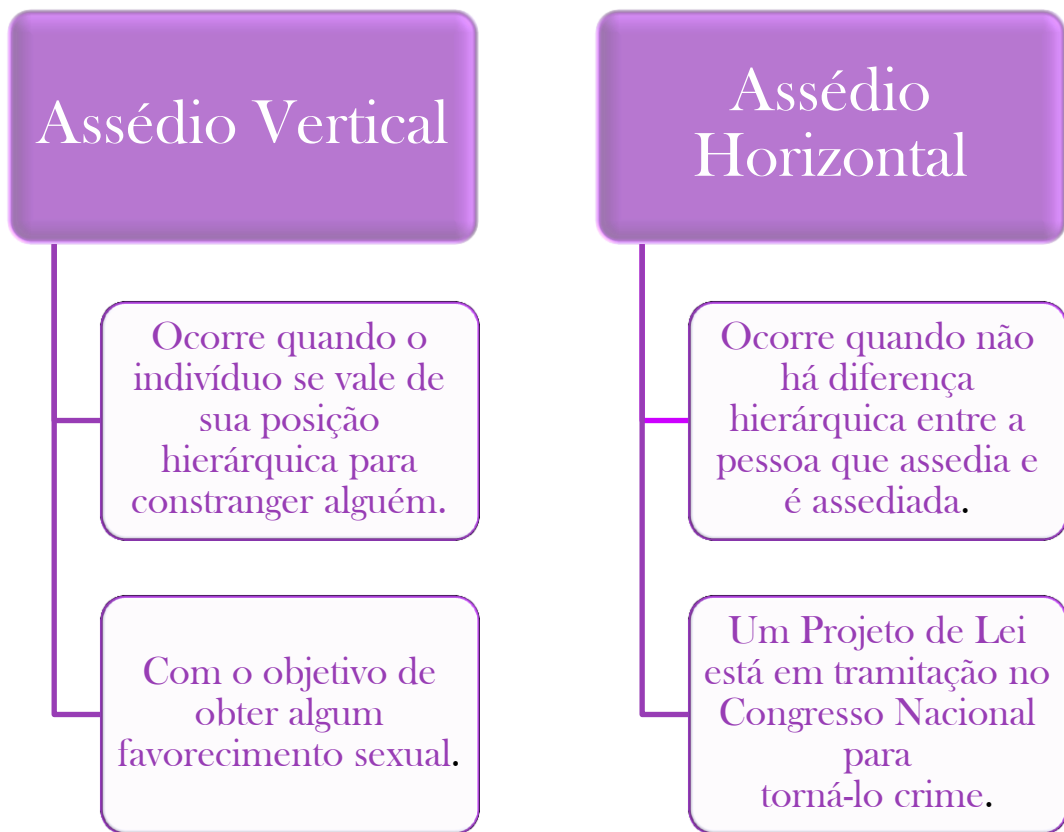 Assédio Vertical
Ocorre quando o
indivíduo se vale de
sua posição
hierárquica para
constranger alguém.
Com o objetivo de
obter algum
favorecimento sexual.
Assédio
Horizontal
Ocorre quando não
há diferença
hierárquica entre a
pessoa que assedia e
é assediada.
Um Projeto de Lei
está em tramitação no
Congresso Nacional
para
torná-lo crime.